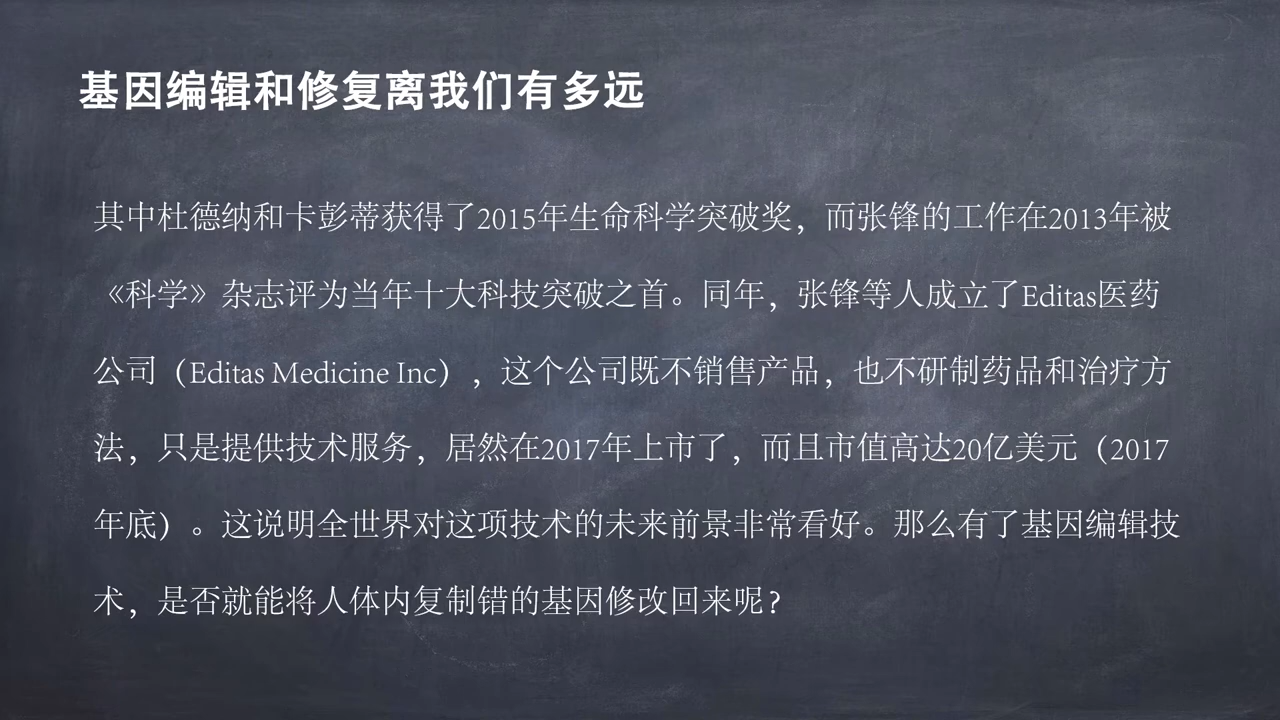 基因编辑和修复离我们有多远
其中杜德纳和卡彭蒂获得了2015年生命科学突破奖，而张锋的工作在2013年被
《科学》杂志评为当年十大科技突破之首。同年，张锋等人成立了Editas医药
公司（Editas Medicine Inc），这个公司既不销售产品，也不研制药品和治疗方
法，只是提供技术服务，居然在2017年上市了，而且市值高达20亿美元（2017
年底）。这说明全世界对这项技术的未来前景非常看好。那么有了基因编辑技
术，是否就能将人体内复制错的基因修改回来呢？